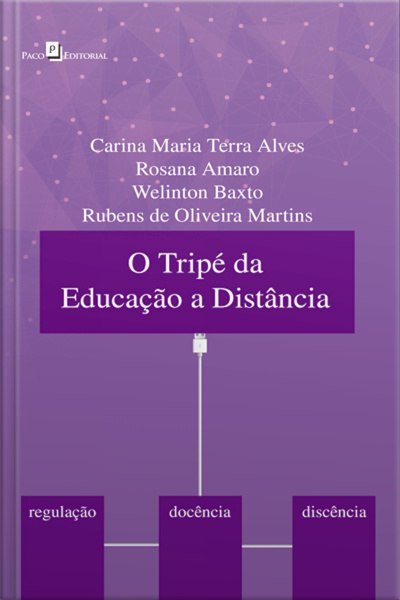 PACO EDITORIAL
Carina Maria Terra Alves
Rosana Amaro
Welinton Baxto
Rubens de Oliveira Martins
O Tripé da
Educação a Distância
regulação docência discência